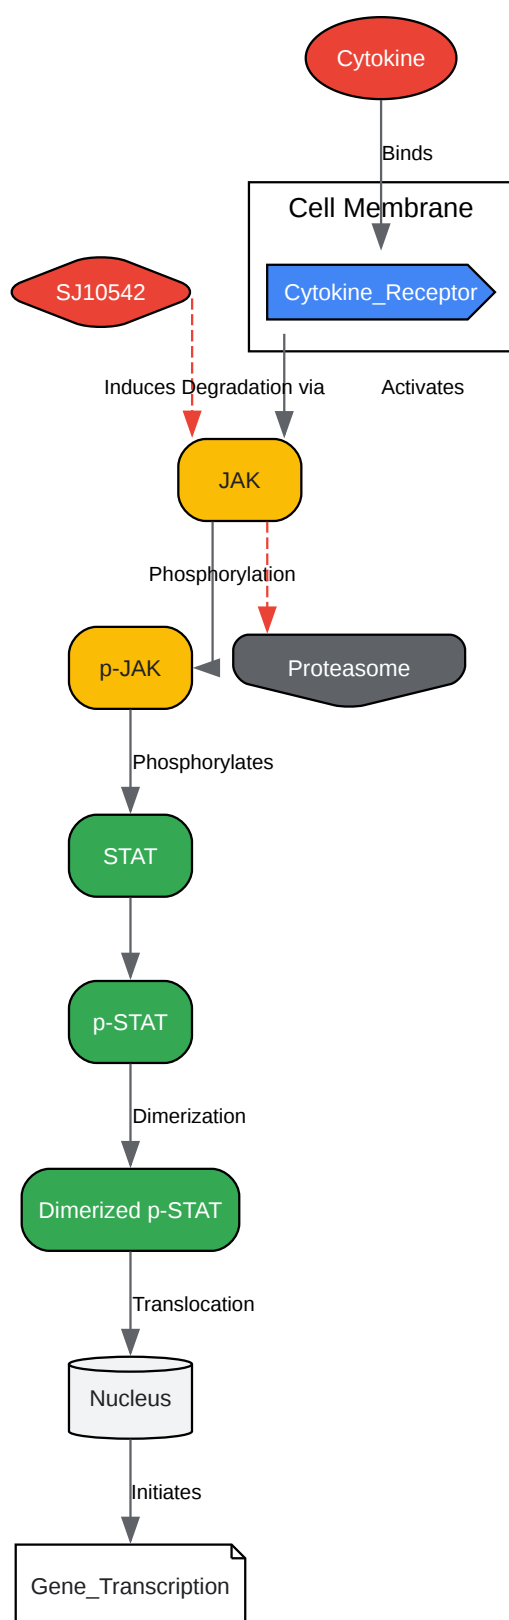 Cytokine
Binds
Cell Membrane
SJ10542
Cytokine_Receptor
Induces Degradation via
Activates
JAK
Phosphorylation
p-JAK
Proteasome
Phosphorylates
STAT
p-STAT
Dimerization
Dimerized p-STAT
Translocation
Nucleus
Initiates
Gene_Transcription